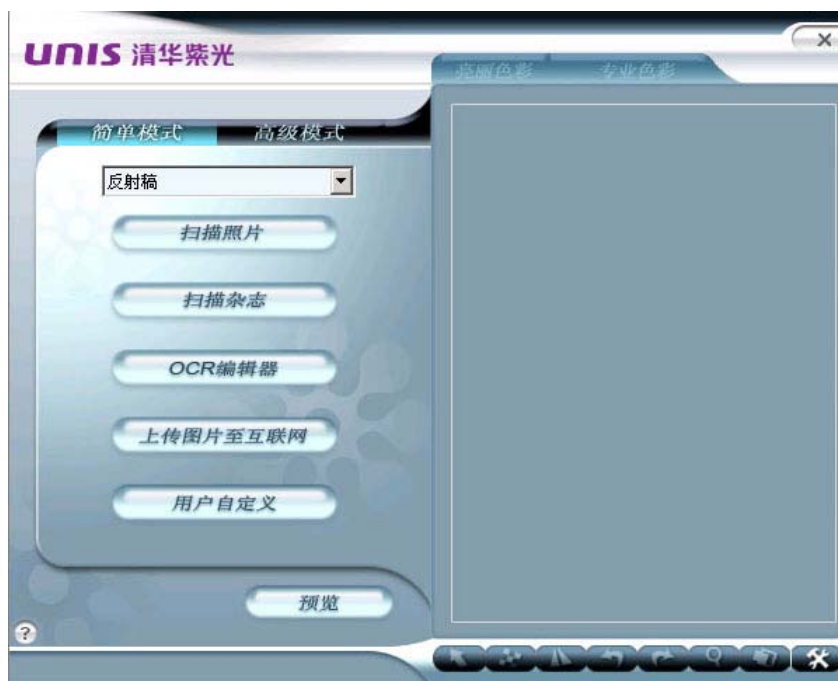 UNIS 清华紫光
亮丽色彩 专业色彩
简单模式 高级模式
反射稿
扫描照片
扫描杂志
OCR编辑器
上传图片至互联网
用户自定义
预览
?